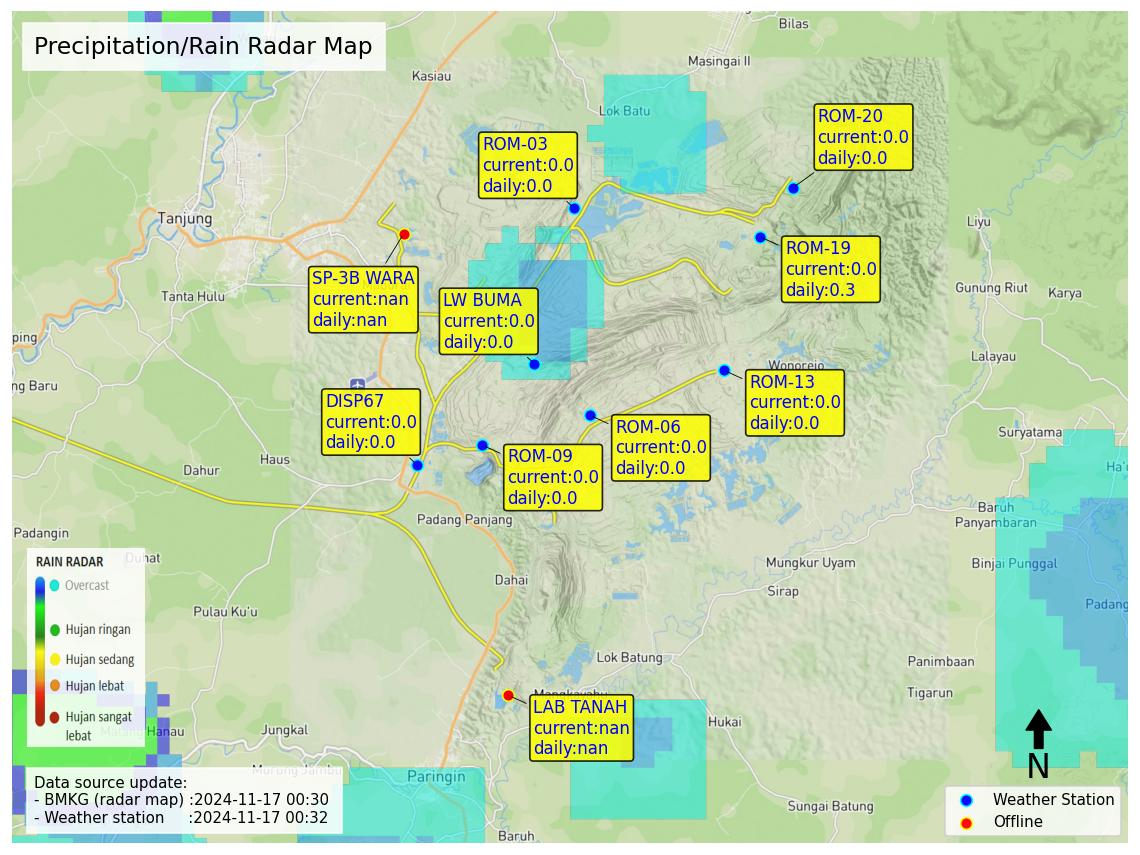 Precipitation/Rain Radar Map
Bilas
Masingai II
Kasiau
Lok Batu
ROM-20
current:0.0
daily:0.0
ROM-03
current:0.0
daily:0.0
Tanjung
Liyu
ROM-19
current:0.0
daily:0.3
SP-3B WARA
current:nan
daily:nan
Tanta Hulu
LW BUMA
current:0.0
daily:0.0
Gunung Riut
Karya
ping
Lalayau
Wonorejo
ng Baru
ROM-13
current:0.0
daily:0.0
DISP67
current:0.0
daily:0.0
ROM-06
current:0.0
daily:0.0
Suryatama
ROM-09
current:0.0
daily:0.0
Haus
Dahur
Ha'u
Baruh
Panyambaran
Padang Panjang
Padangin
Duhat
Binjai Punggal
Mungkur Uyam
Dahai
Sirap
Padang
Pulau Ku'u
RAIN RADAR
Overcast
Hujan ringan
Hujan sedang
Hujan lebat
Hujan sangat
lebat
Lok Batung
Panimbaan
Tigarun
Mangkayahu
LAB TANAH
current:nan
daily:nan
Hukai
Jungkal
Manau
Murung Jambu
Paringin
N
Sungai Batung
Baruh
Data source update:
- BMKG (radar map) :2024-11-17 00:30
- Weather station :2024-11-17 00:32
Weather Station
Offline